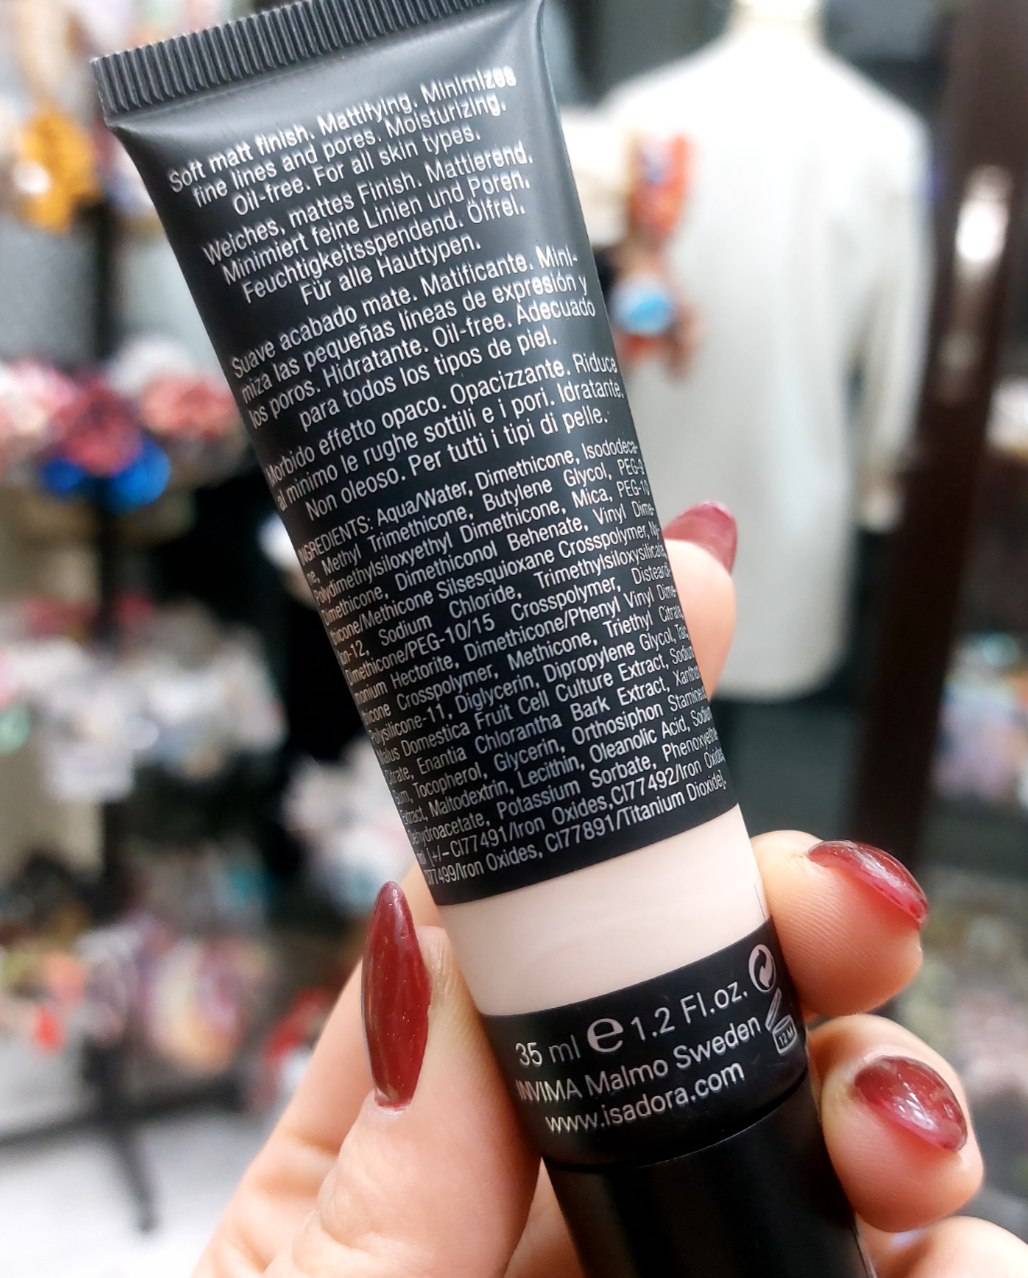 Soft matt finish. Mattifying. Minimizes
fine lines and pores. Moisturizing.
Oil-free. For all skin types.
Weiches, mattes Finish. Mattierend.
Minimiert feine Linien und Poren.
Feuchtigkeitsspendend. Ölfrei.
Für alle Hauttypen.
Suave acabado mate. Matificante. Mini-
miza las pequeñas líneas de expresión y
los poros. Hidratante. Oil-free. Adecuado
para todos los tipos de piel.
Morbido effetto opaco. Opacizzante. Riduce
al minimo le rughe sottili e i pori. Idratante.
Non oleoso. Per tutti i tipi di pelle.
INGREDIENTS: Aqua/Water, Dimethicone, Isododeca-
ne, Methyl Trimethicone, Butylene Glycol, PEG-9
Polydimethylsiloxyethyl Dimethicone, Mica, PEG-10
Dimethicone, Dimethiconol Behenate, Vinyl Dime-
thicone/Methicone Silsesquioxane Crosspolymer, Ny-
lon-12, Sodium Chloride, Trimethylsiloxysilicate,
Dimethicone/PEG-10/15 Crosspolymer, Disteardi-
monium Hectorite, Dimethicone/Phenyl Vinyl Dime-
thicone Crosspolymer, Methicone, Triethyl Citrate,
Polysilicone-11, Diglycerin, Dipropylene Glycol, Talc,
Malus Domestica Fruit Cell Culture Extract, Sodium
Citrate, Enantia Chlorantha Bark Extract, Xanthan
Gum, Tocopherol, Glycerin, Orthosiphon Stamineus
Extract, Maltodextrin, Lecithin, Oleanolic Acid, Sodium
Dehydroacetate, Potassium Sorbate, Phenoxyetha-
nol [+/– CI77491/Iron Oxides,CI77492/Iron Oxides,
CI77499/Iron Oxides, CI77891/Titanium Dioxide].
35 ml e 1.2 Fl.oz.
INVIMA Malmo Sweden
12 M
www.isadora.com